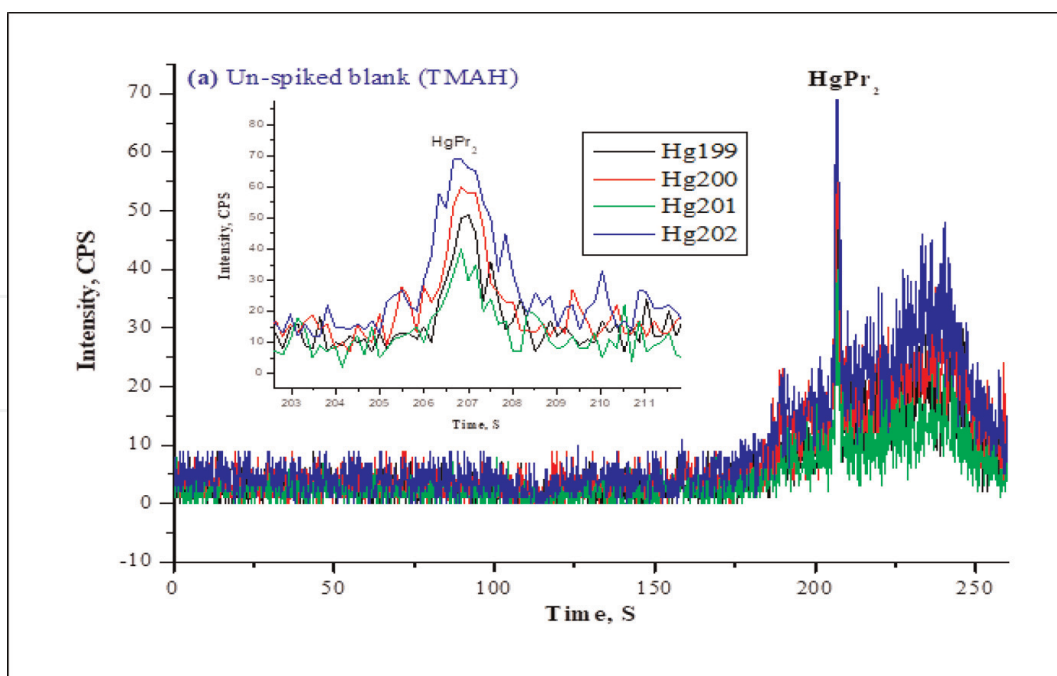 (a) Un-spiked blank (TMAH)
HgPr2
70
60
50
40
30
20
10
0
-10
Intensity, CPS
0 50 100 150 200 250
Time, S
HgPr2
80
70
60
50
40
30
20
10
0
Intensity, CPS
203 204 205 206 207 208 209 210 211
Time, S
Hg199
Hg200
Hg201
Hg202